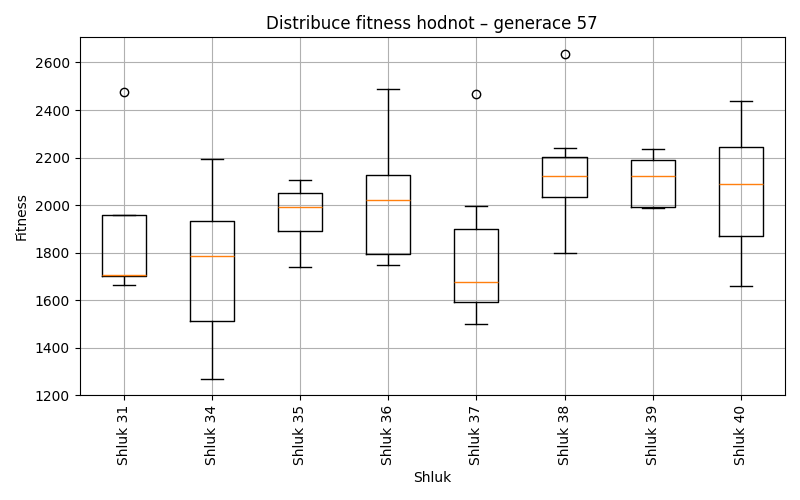 Distribuce fitness hodnot – generace 57
Fitness
2600
2400
2200
2000
1800
1600
1400
1200
Shluk 31
Shluk 34
Shluk 35
Shluk 36
Shluk 37
Shluk 38
Shluk 39
Shluk 40
Shluk